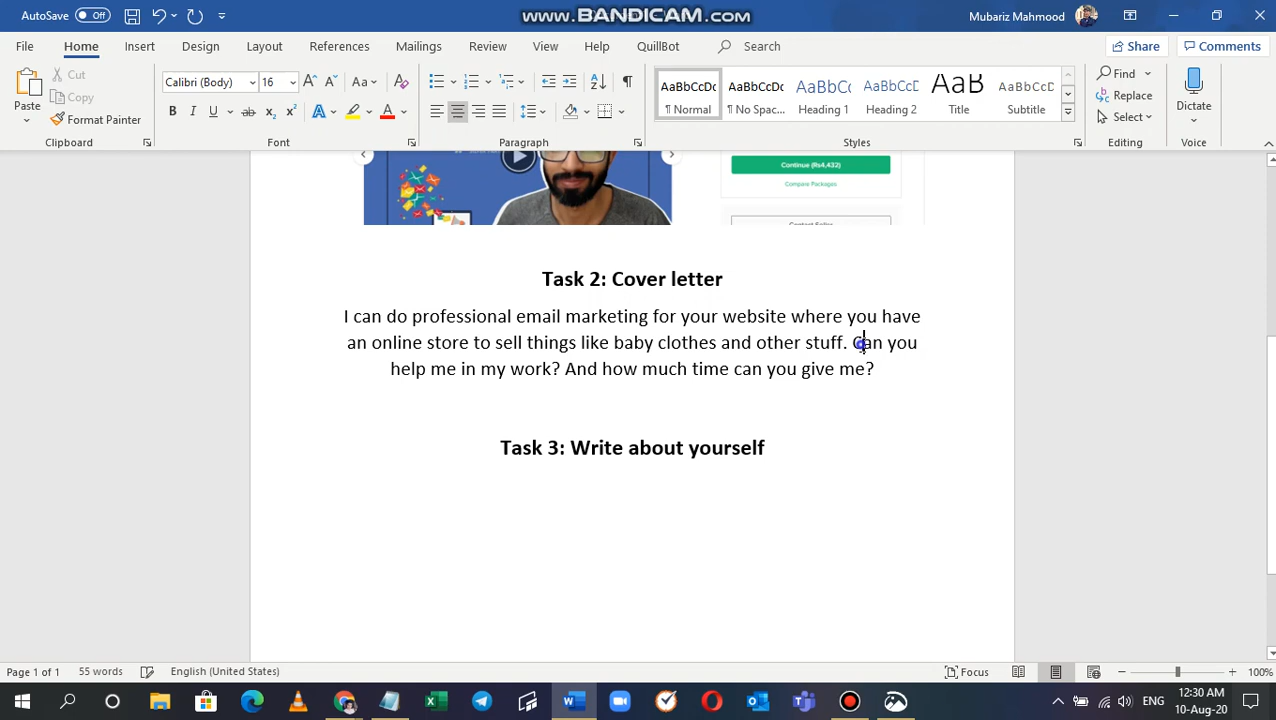 AutoSave Off
www.BANDICAM.com
Mubariz Mahmood
File Home Insert Design Layout References Mailings Review View Help QuillBot Search Share Comments
Paste
Cut
Copy
Format Painter
Clipboard
Calibri (Body) 16
Font
Paragraph
AaBbCcDc AaBbCcDc AaBbCc AaBbCcD AaB AaBbCcD
¶ Normal ¶ No Spac... Heading 1 Heading 2 Title Subtitle
Styles
Find
Replace
Select
Editing
Dictate
Voice
Continue (Rs4,432)
Compare Packages
Task 2: Cover letter
I can do professional email marketing for your website where you have
an online store to sell things like baby clothes and other stuff. Can you
help me in my work? And how much time can you give me?
Task 3: Write about yourself
Page 1 of 1 55 words English (United States) Focus 100%
ENG
12:30 AM
10-Aug-20